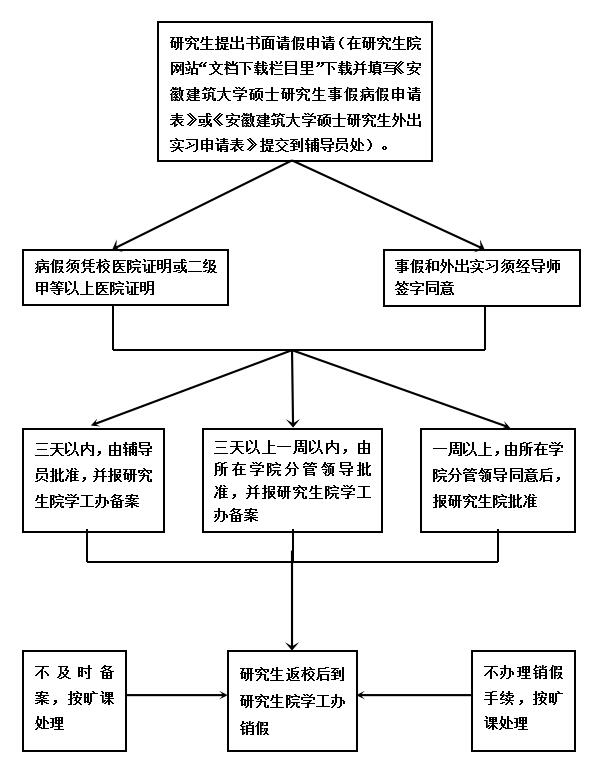 研究生提出书面请假申请（在研究生院
网站“文档下载栏目里”下载并填写《安
徽建筑大学硕士研究生事假病假申请
表》或《安徽建筑大学硕士研究生外出
实习申请表》提交到辅导员处）。
病假须凭校医院证明或二级
甲等以上医院证明
事假和外出实习须经导师
签字同意
三天以内，由辅导
员批准，并报研究
生院学工办备案
三天以上一周以内，由
所在学院分管领导批
准，并报研究生院学工
办备案
一周以上，由所在学
院分管领导同意后，
报研究生院批准
不及时备
案，按旷课
处理
研究生返校后到
研究生院学工办
销假
不办理销假
手续，按旷
课处理